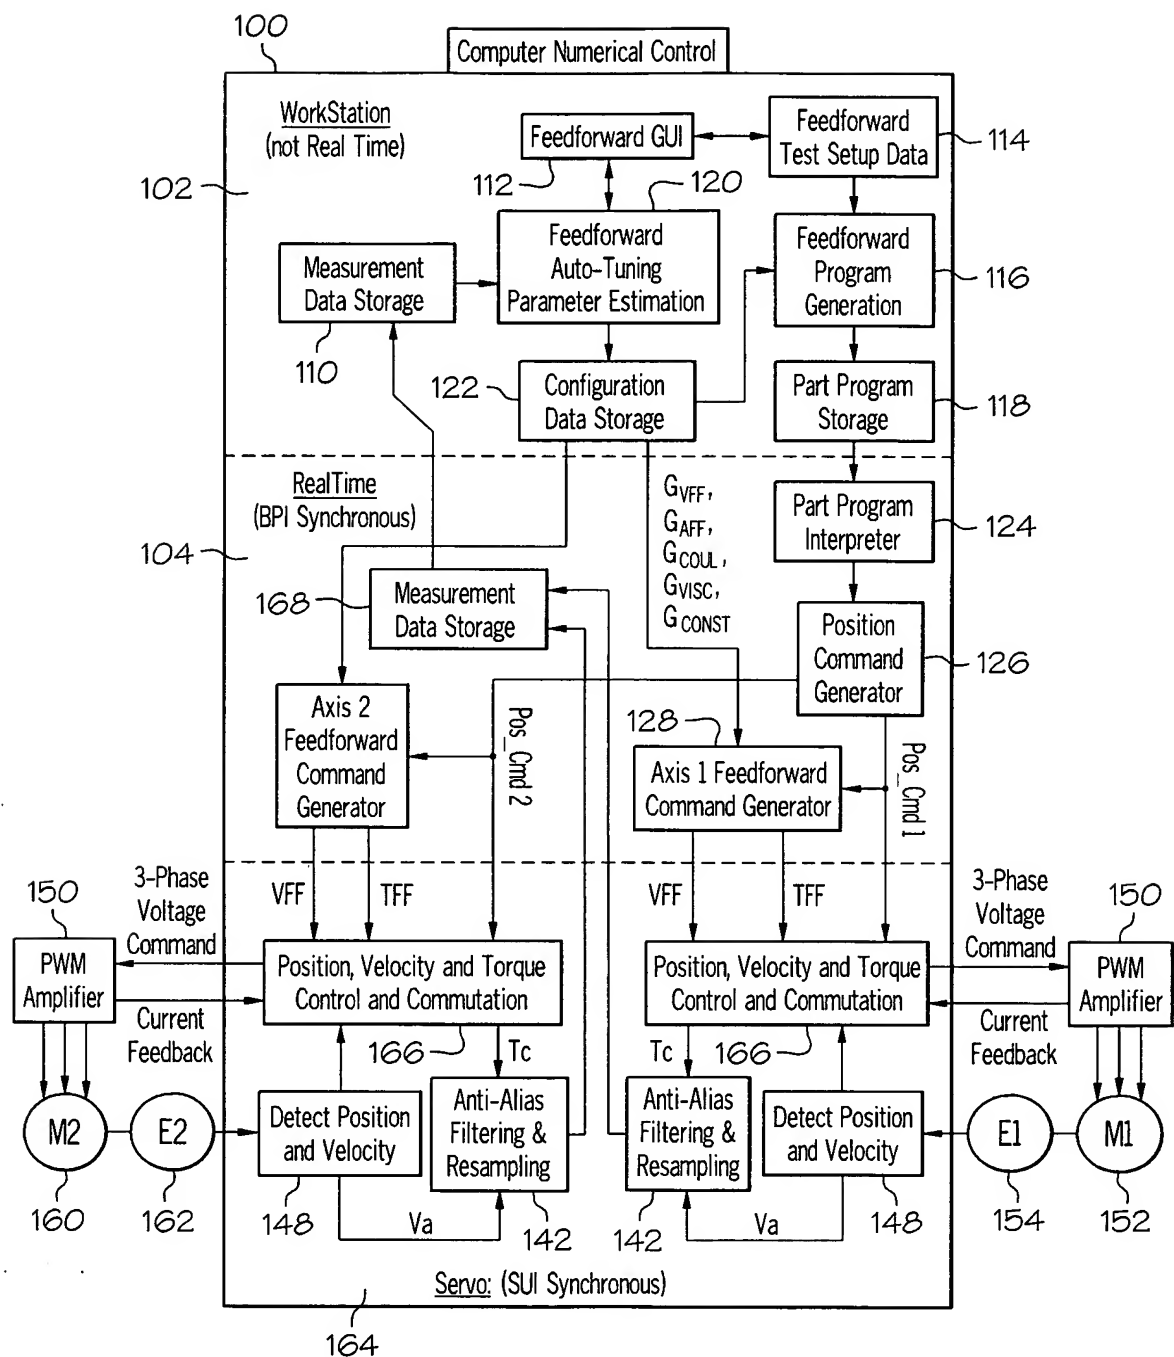 100
Computer Numerical Control
WorkStation
(not Real Time)
102
Feedforward GUI
112
Feedforward
Test Setup Data
114
120
Feedforward
Auto-Tuning
Parameter Estimation
Measurement
Data Storage
110
Feedforward
Program
Generation
116
122
Configuration
Data Storage
Part Program
Storage
118
RealTime
(BPI Synchronous)
104
GVFF,
GAFF,
GCOUL,
GVISC,
GCONST
Part Program
Interpreter
124
168
Measurement
Data Storage
Position
Command
Generator
126
Axis 2
Feedforward
Command
Generator
Pos_Cmd 2
128
Axis 1 Feedforward
Command Generator
Pos_Cmd 1
VFF
TFF
VFF
TFF
150
3-Phase
Voltage
Command
PWM
Amplifier
Current
Feedback
Position, Velocity and Torque
Control and Commutation
166
Tc
Position, Velocity and Torque
Control and Commutation
Tc
166
3-Phase
Voltage
Command
150
PWM
Amplifier
Current
Feedback
M2
160
E2
162
Detect Position
and Velocity
148
Va
Anti-Alias
Filtering &
Resampling
142
Anti-Alias
Filtering &
Resampling
142
Va
Detect Position
and Velocity
148
E1
154
M1
152
Servo: (SUI Synchronous)
164